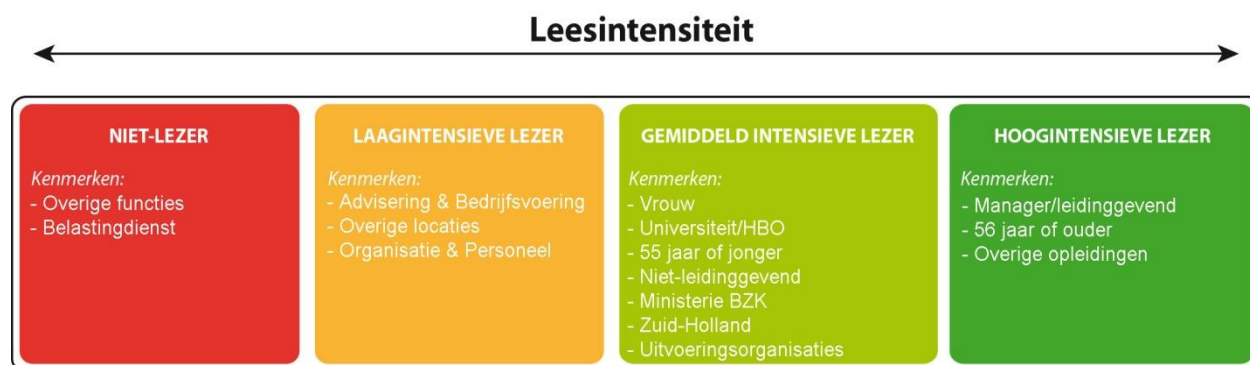 Leesintensiteit
NIET-LEZER
Kenmerken:
- Overige functies
- Belastingdienst
LAAGINTENSIEVE LEZER
Kenmerken:
- Advisering & Bedrijfsvoering
- Overige locaties
- Organisatie & Personeel
GEMIDDELD INTENSIEVE LEZER
Kenmerken:
- Vrouw
- Universiteit/HBO
- 55 jaar of jonger
- Niet-leidinggevend
- Ministerie BZK
- Zuid-Holland
- Uitvoeringsorganisaties
HOOGINTENSIEVE LEZER
Kenmerken:
- Manager/leidinggevend
- 56 jaar of ouder
- Overige opleidingen